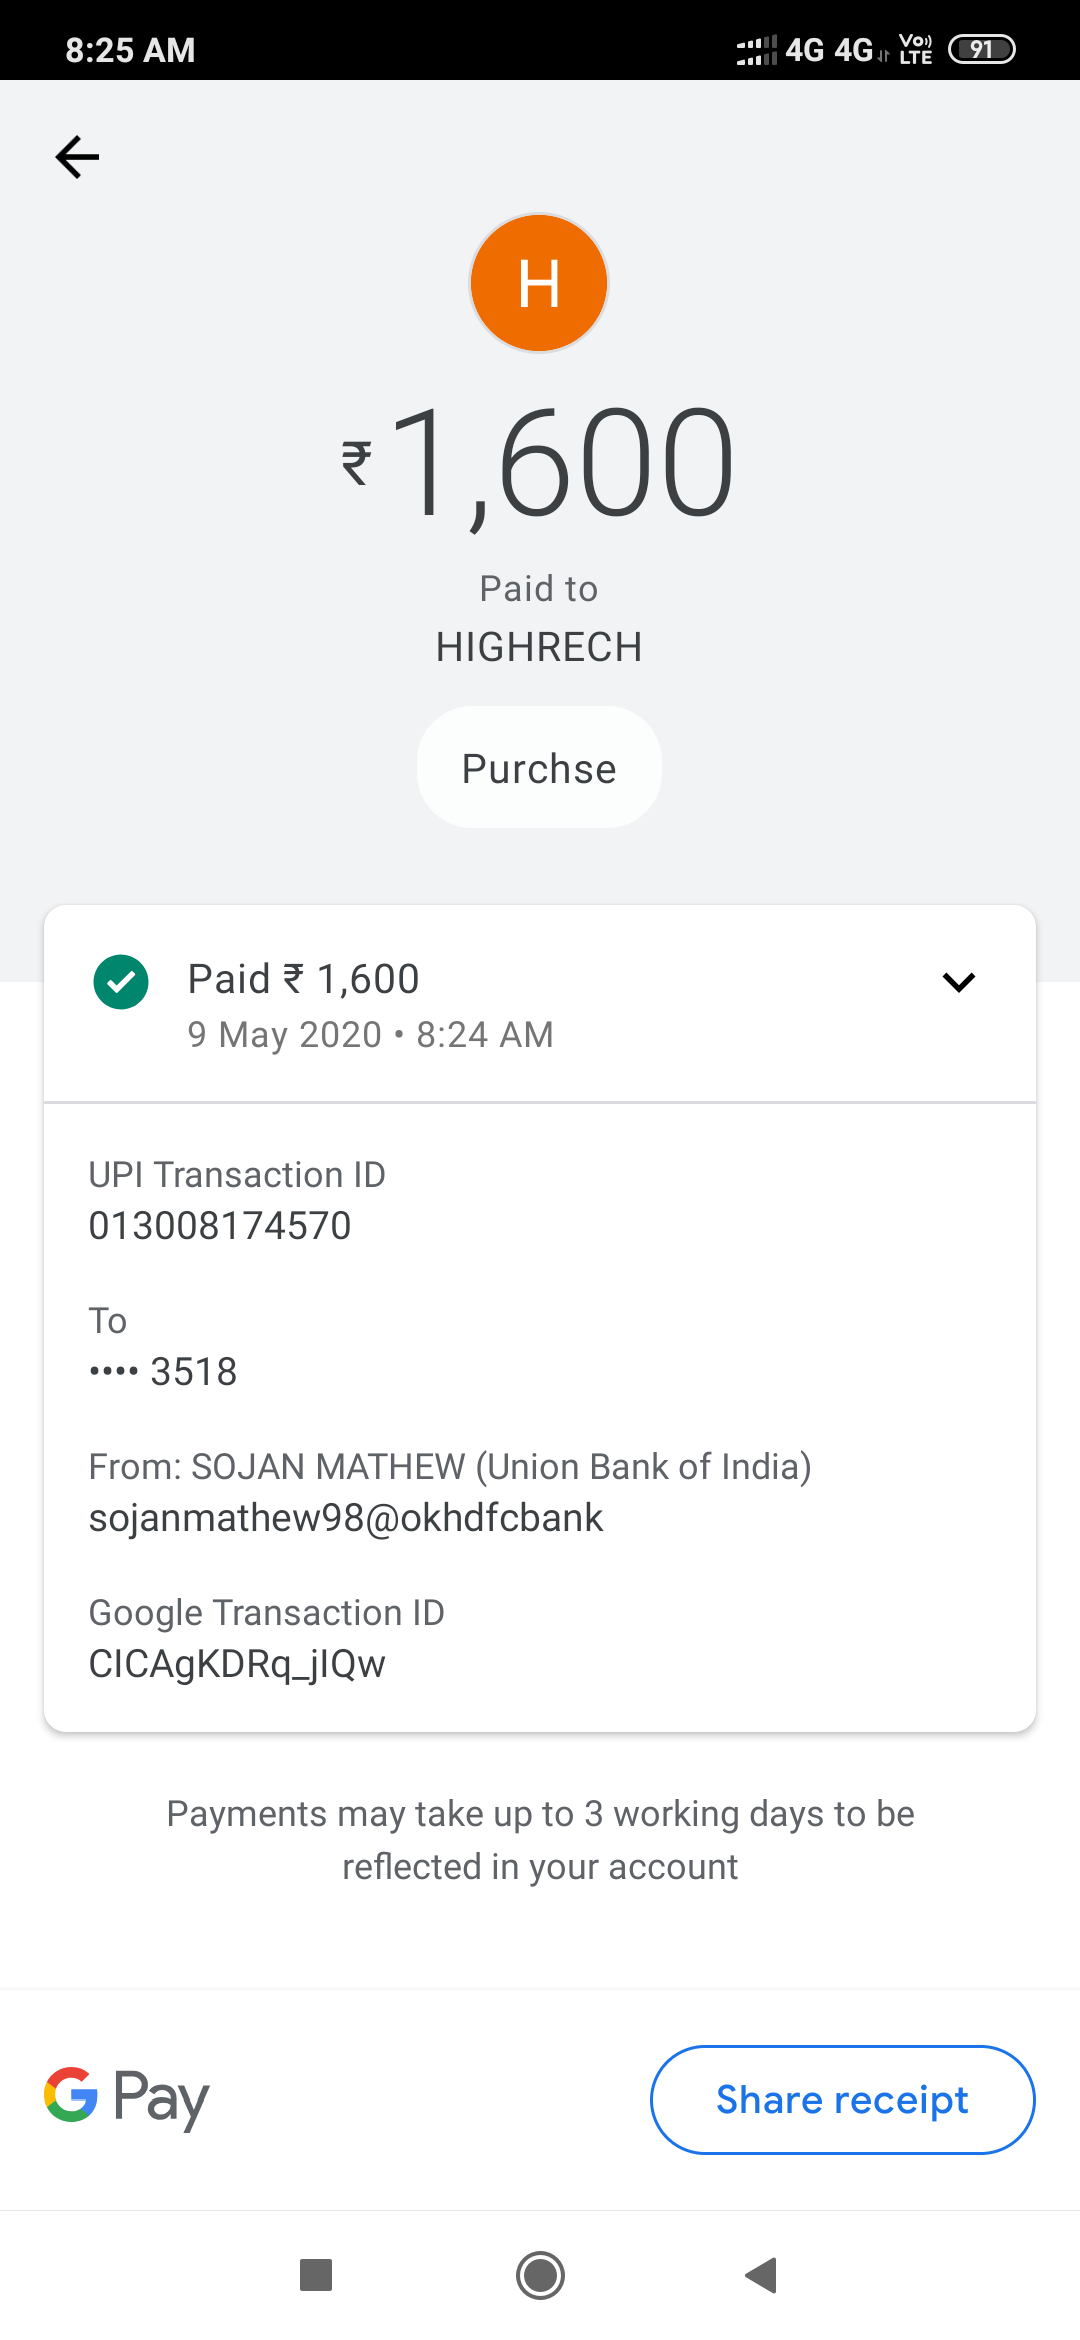 8:25 AM
4G 4G Vo)) LTE 91
H
₹1,600
Paid to
HIGHRECH
Purchse
Paid ₹ 1,600
9 May 2020 • 8:24 AM
UPI Transaction ID
013008174570
To
•••• 3518
From: SOJAN MATHEW (Union Bank of India)
sojanmathew98@okhdfcbank
Google Transaction ID
CICAgKDRq_jIQw
Payments may take up to 3 working days to be
reflected in your account
G Pay
Share receipt